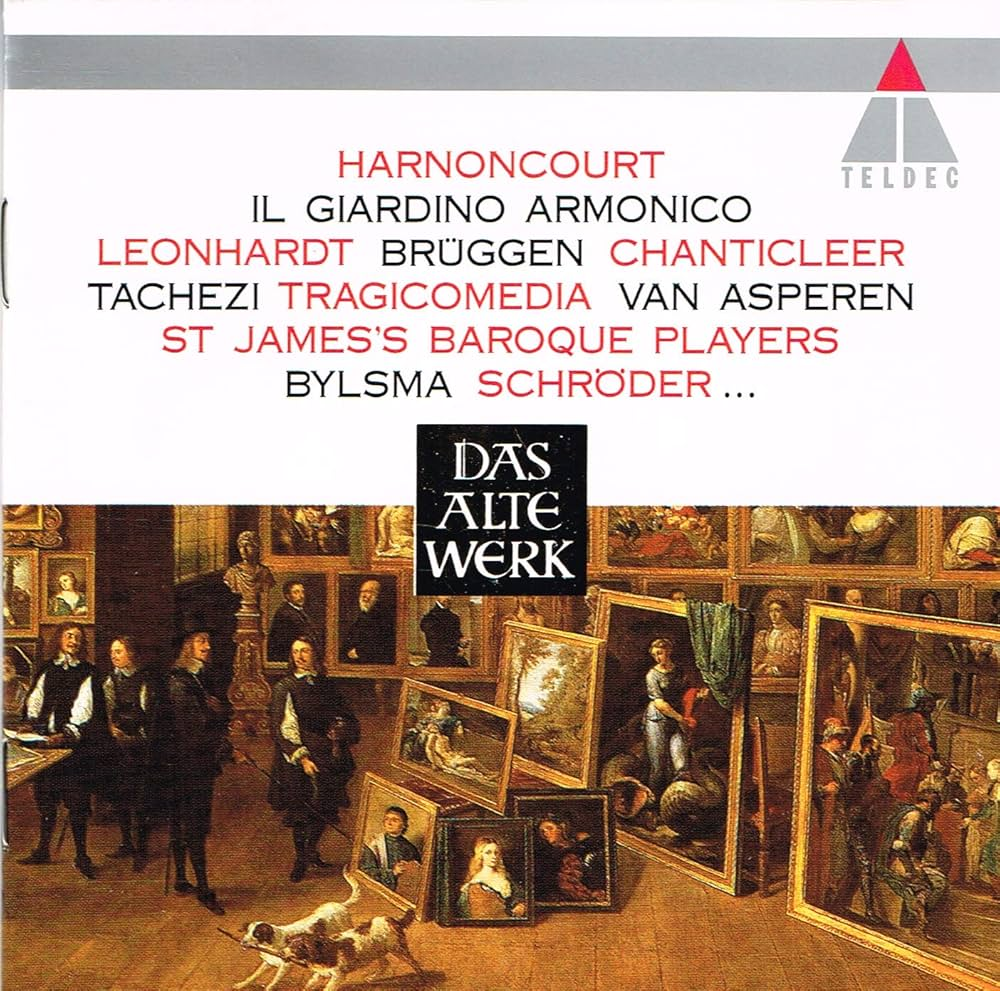 TELDEC
HARNONCOURT
IL GIARDINO ARMONICO
LEONHARDT BRÜGGEN CHANTICLEER
TACHEZI TRAGICOMEDIA VAN ASPEREN
ST JAMES'S BAROQUE PLAYERS
BYLSMA SCHRÖDER ...
DAS
ALTE
WERK